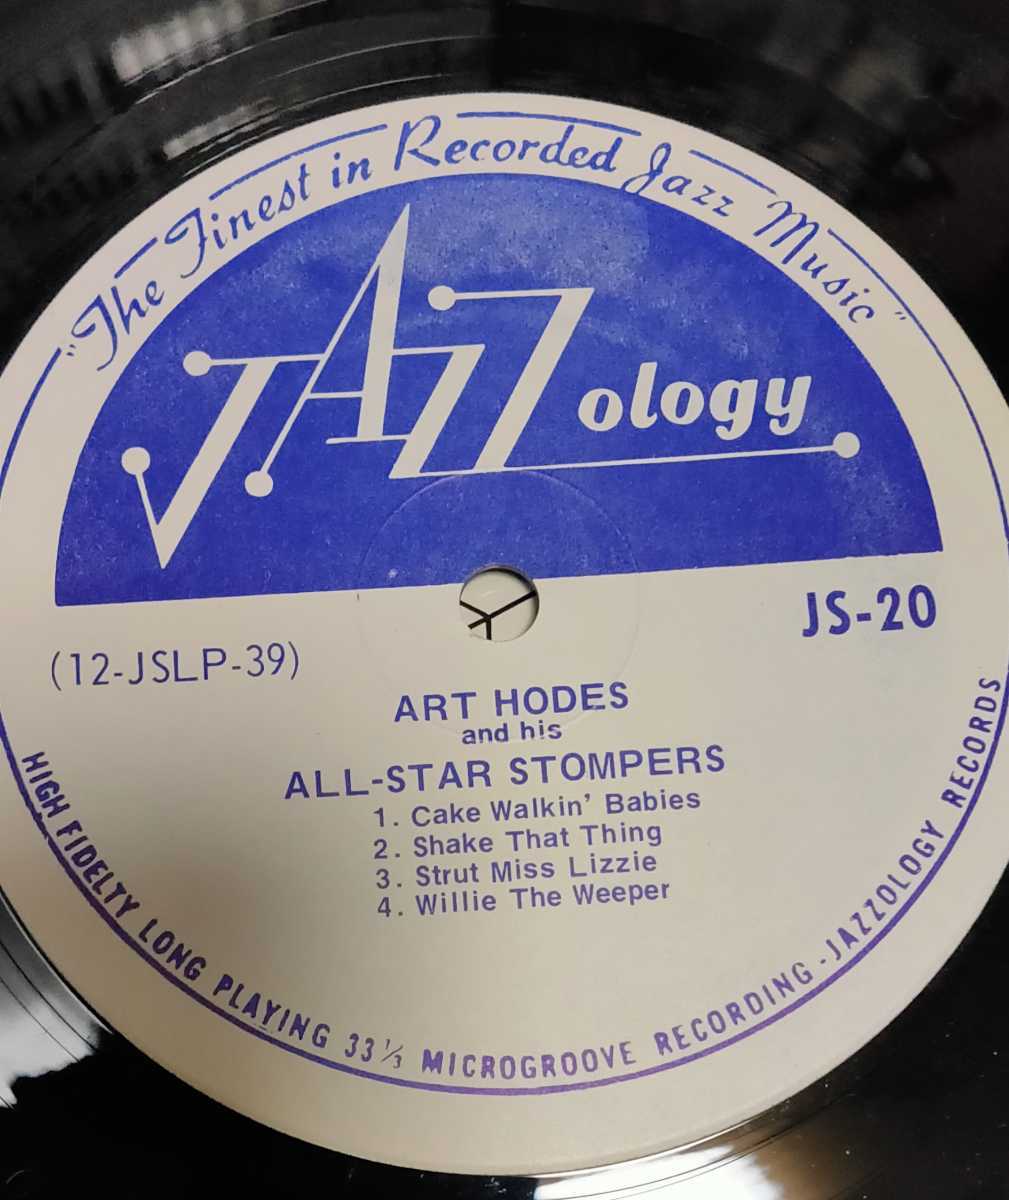 "The Finest in Recorded Jazz Music"
JAZZology
JS-20
(12-JSLP-39)
ART HODES
and his
ALL-STAR STOMPERS
1. Cake Walkin' Babies
2. Shake That Thing
3. Strut Miss Lizzie
4. Willie The Weeper
HIGH FIDELTY LONG PLAYING 33 1/3 MICROGROOVE RECORDING - JAZZOLOGY RECORDS